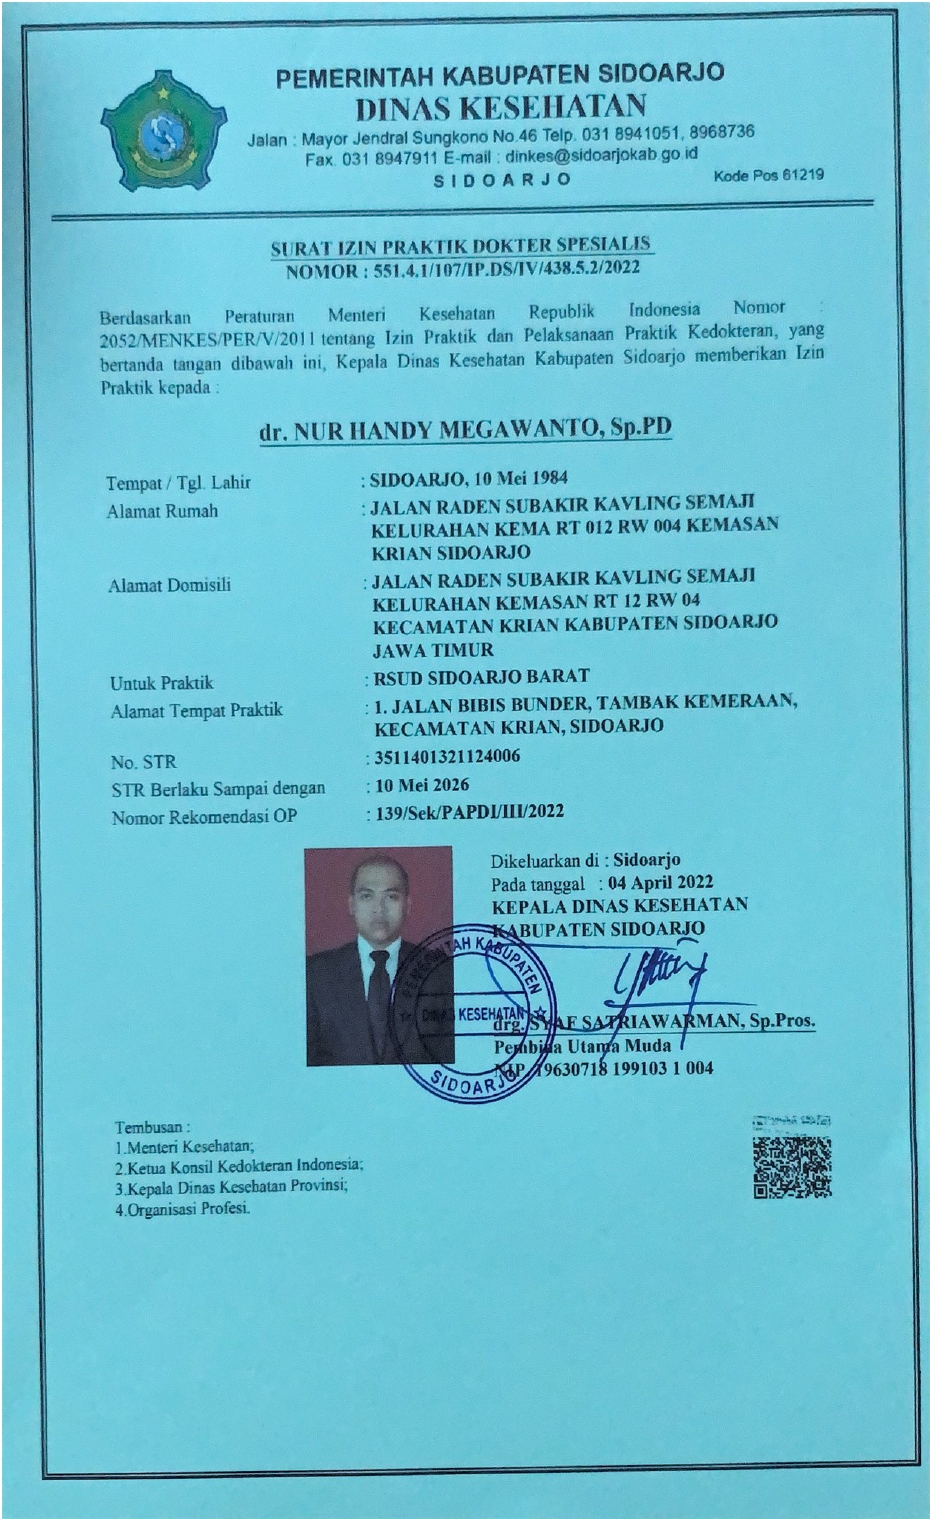 PEMERINTAH KABUPATEN SIDOARJO
DINAS KESEHATAN
Jalan : Mayor Jendral Sungkono No.46 Telp. 031 8941051, 8968736
Fax. 031 8947911 E-mail : dinkes@sidoarjokab.go.id
S I D O A R J O
Kode Pos 61219
SURAT IZIN PRAKTIK DOKTER SPESIALIS
NOMOR : 551.4.1/107/IP.DS/IV/438.5.2/2022
Berdasarkan Peraturan Menteri Kesehatan Republik Indonesia Nomor :
2052/MENKES/PER/V/2011 tentang Izin Praktik dan Pelaksanaan Praktik Kedokteran, yang
bertanda tangan dibawah ini, Kepala Dinas Kesehatan Kabupaten Sidoarjo memberikan Izin
Praktik kepada :
dr. NUR HANDY MEGAWANTO, Sp.PD
Tempat / Tgl. Lahir : SIDOARJO, 10 Mei 1984
Alamat Rumah : JALAN RADEN SUBAKIR KAVLING SEMAJI
KELURAHAN KEMA RT 012 RW 004 KEMASAN
KRIAN SIDOARJO
Alamat Domisili : JALAN RADEN SUBAKIR KAVLING SEMAJI
KELURAHAN KEMASAN RT 12 RW 04
KECAMATAN KRIAN KABUPATEN SIDOARJO
JAWA TIMUR
Untuk Praktik : RSUD SIDOARJO BARAT
Alamat Tempat Praktik : 1. JALAN BIBIS BUNDER, TAMBAK KEMERAAN,
KECAMATAN KRIAN, SIDOARJO
No. STR : 3511401321124006
STR Berlaku Sampai dengan : 10 Mei 2026
Nomor Rekomendasi OP : 139/Sek/PAPDI/III/2022
Dikeluarkan di : Sidoarjo
Pada tanggal : 04 April 2022
KEPALA DINAS KESEHATAN
KABUPATEN SIDOARJO
PEMERINTAH KABUPATEN
DINAS KESEHATAN
SIDOARJO
drg. SYAF SATRIAWARMAN, Sp.Pros.
Pembina Utama Muda
NIP. 19630718 199103 1 004
Tembusan :
1.Menteri Kesehatan;
2.Ketua Konsil Kedokteran Indonesia;
3.Kepala Dinas Kesehatan Provinsi;
4.Organisasi Profesi.